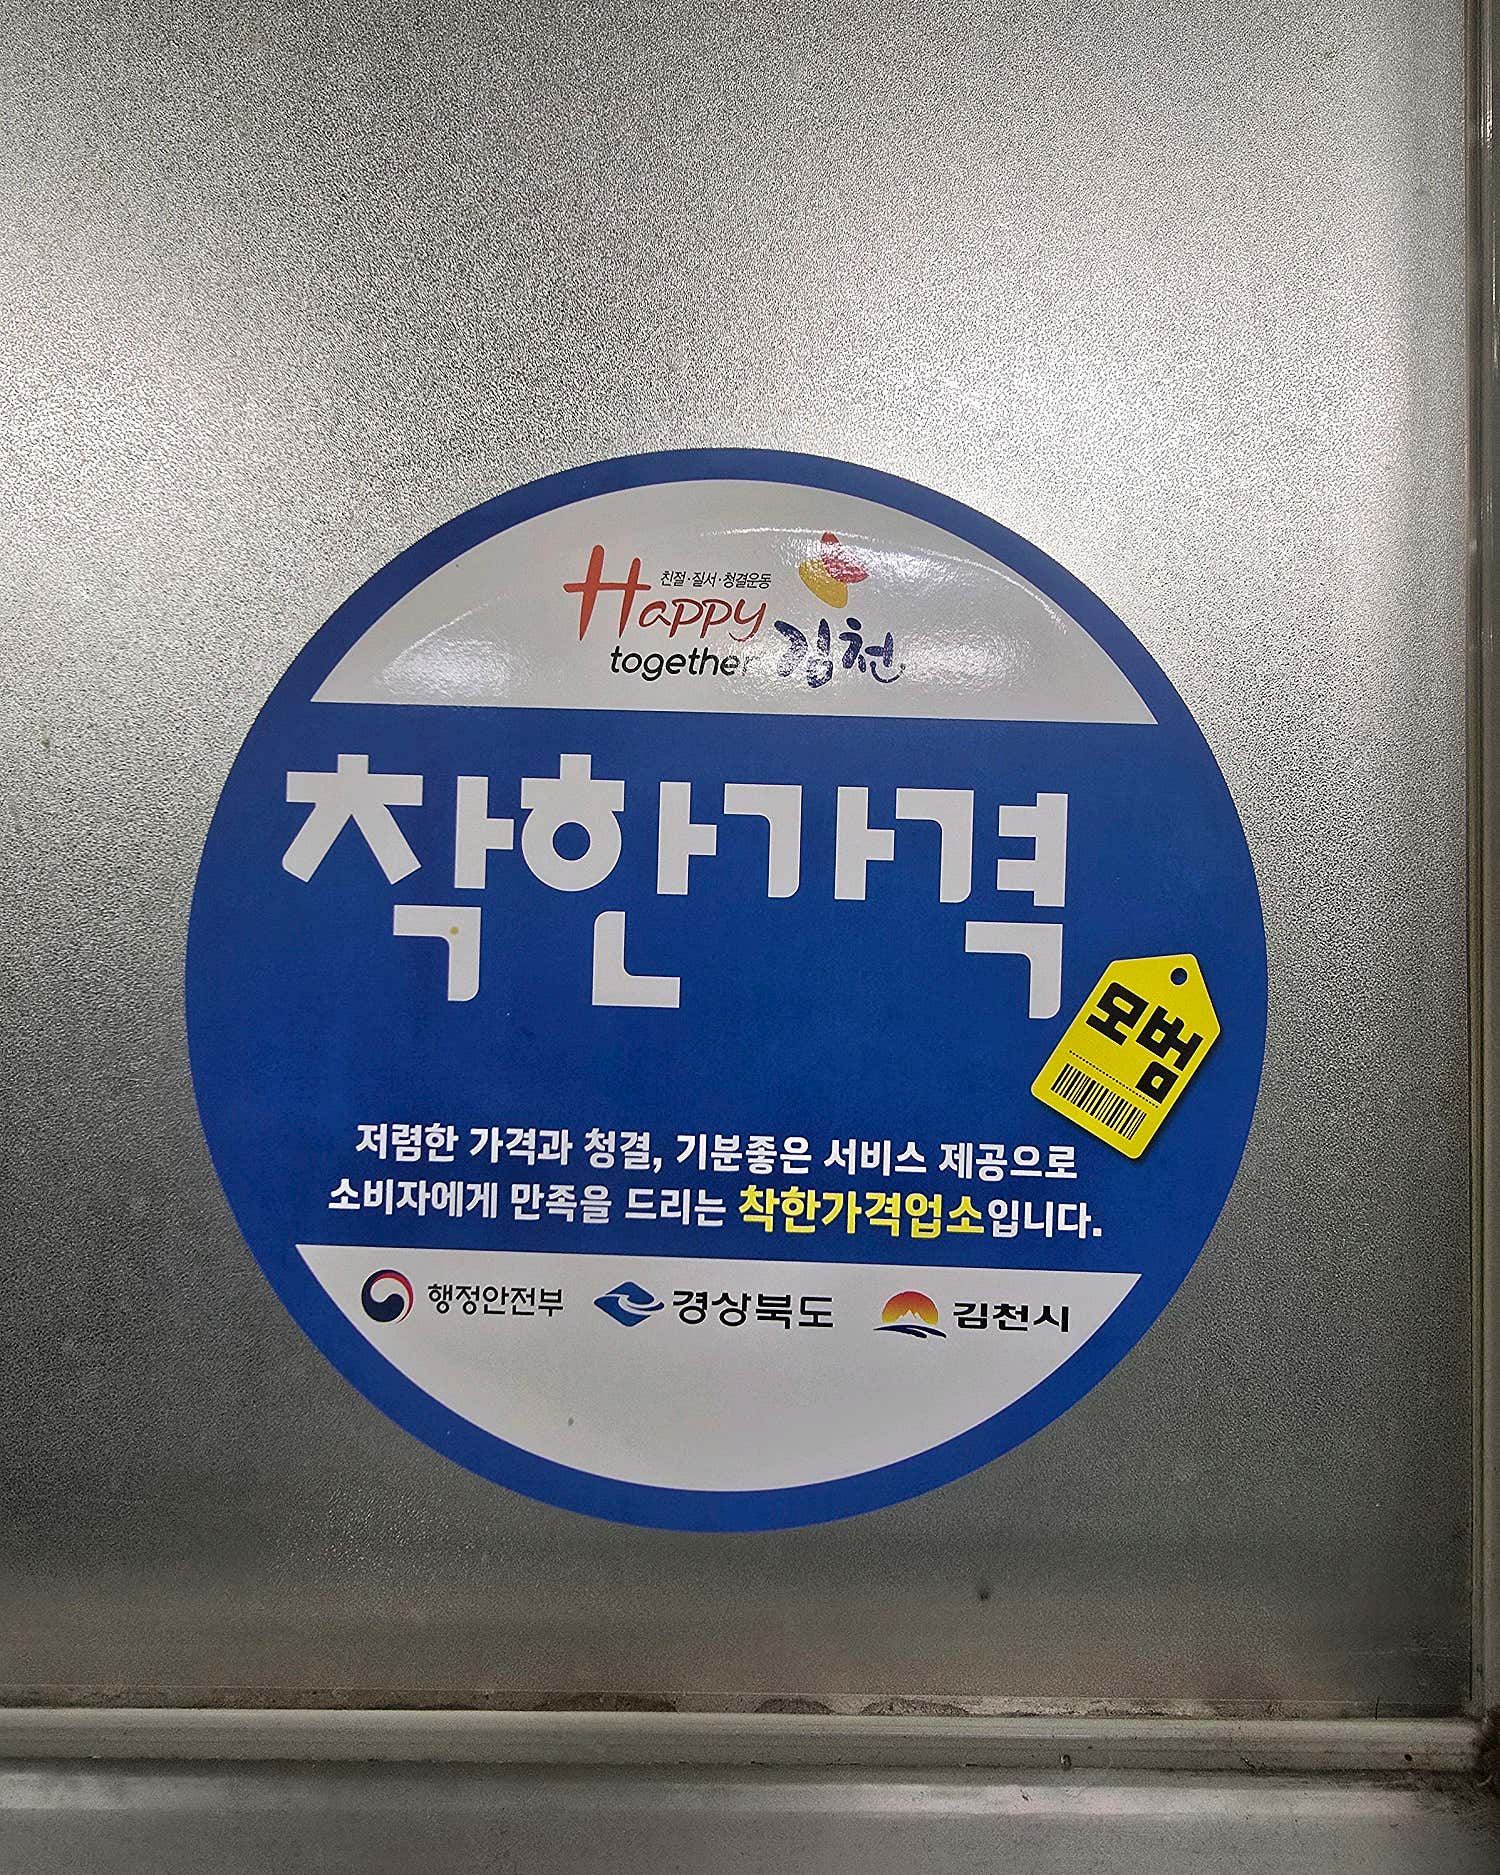 친절·질서·청결운동
Happy
together 김천
착한가격
모범
저렴한 가격과 청결, 기분좋은 서비스 제공으로
소비자에게 만족을 드리는 착한가격업소입니다.
행정안전부 경상북도 김천시